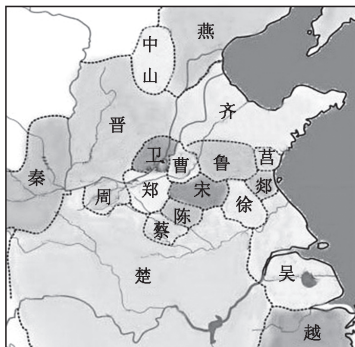 燕
中
山
晋
齐
卫
曹
鲁
莒
秦
周
郑
宋
徐
郯
陈
蔡
楚
吴
越